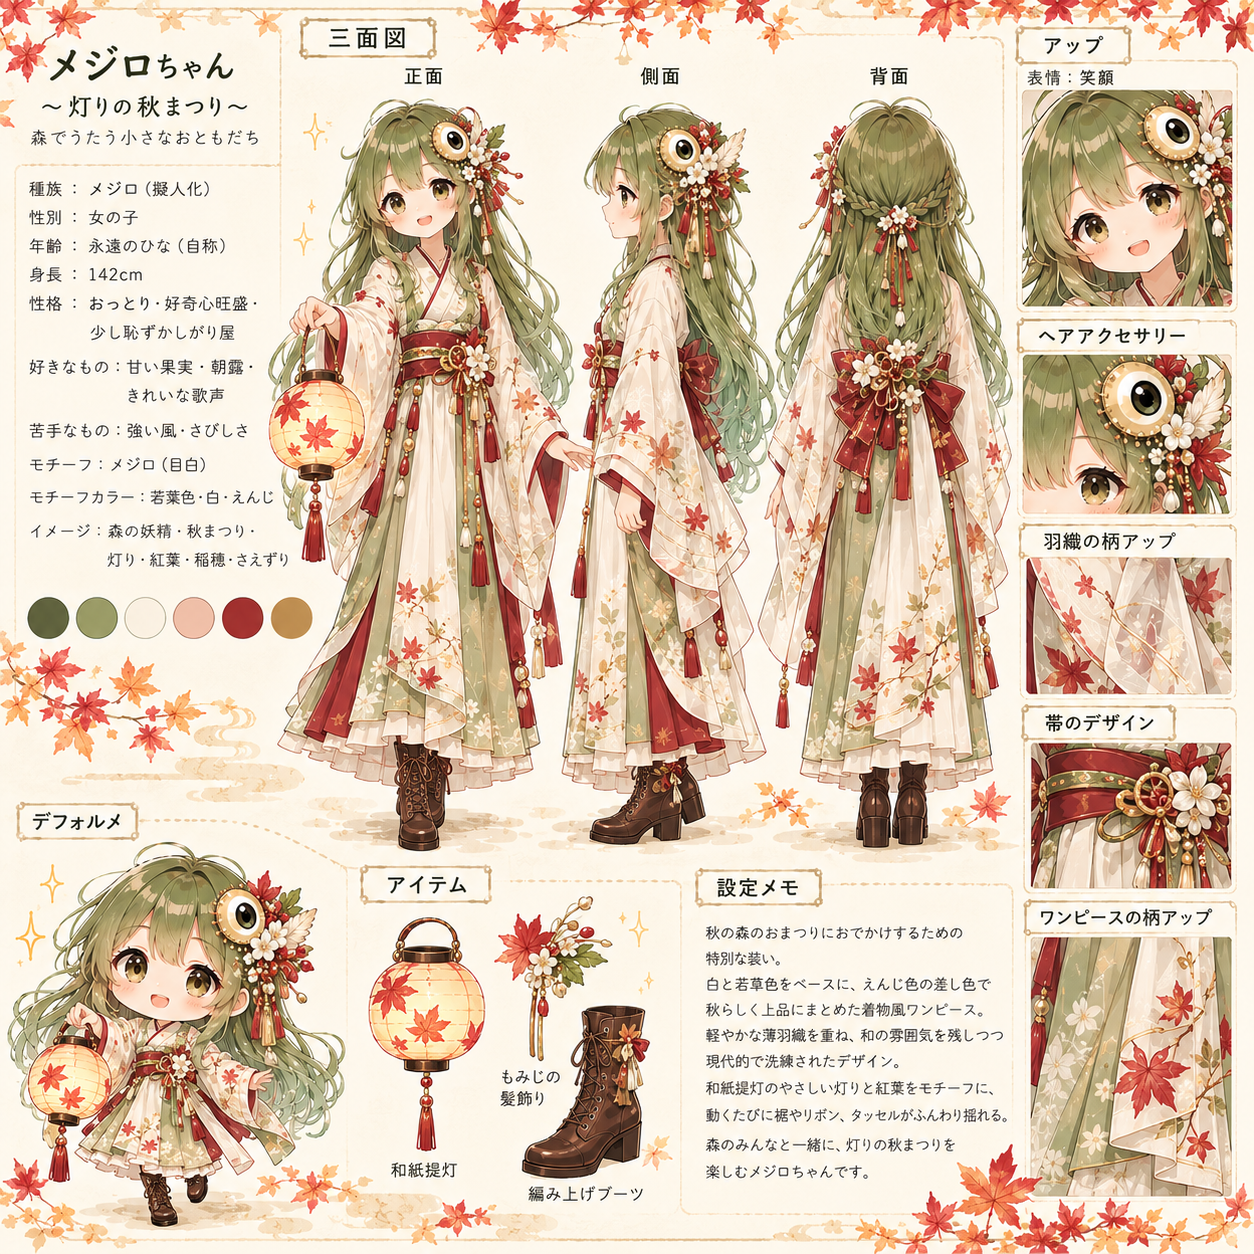 メジロちゃん
～灯りの秋まつり～
森でうたう小さなおともだち
種族 ： メジロ（擬人化）
性別 ： 女の子
年齢 ： 永遠のひな（自称）
身長 ： 142cm
性格 ： おっとり・好奇心旺盛・
少し恥ずかしがり屋
好きなもの：甘い果実・朝露・
きれいな歌声
苦手なもの：強い風・さびしさ
モチーフ：メジロ（目白）
モチーフカラー：若葉色・白・えんじ
イメージ：森の妖精・秋まつり・
灯り・紅葉・稲穂・さえずり
三面図
正面
側面
背面
アップ
表情：笑顔
ヘアアクセサリー
羽織の柄アップ
帯のデザイン
ワンピースの柄アップ
デフォルメ
アイテム
和紙提灯
もみじの
髪飾り
編み上げブーツ
設定メモ
秋の森のおまつりにおでかけするための
特別な装い。
白と若草色をベースに、えんじ色の差し色で
秋らしく上品にまとめた着物風ワンピース。
軽やかな薄羽織を重ね、和の雰囲気を残しつつ
現代的で洗練されたデザイン。
和紙提灯のやさしい灯りと紅葉をモチーフに、
動くたびに裾やリボン、タッセルがふんわり揺れる。
森のみんなと一緒に、灯りの秋まつりを
楽しむメジロちゃんです。